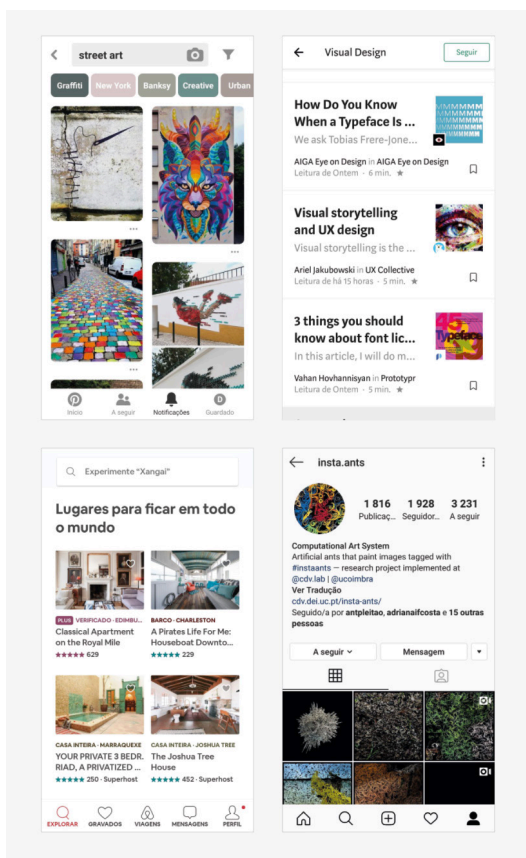 street art
Graffiti New York Banksy Creative Urban
Início A seguir Notificações Guardado
Visual Design
Seguir
How Do You Know
When a Typeface Is ...
We ask Tobias Frere-Jone...
AIGA Eye on Design in AIGA Eye on Design
Leitura de Ontem · 6 min. ★
Visual storytelling
and UX design
Visual storytelling is the ...
Ariel Jakubowski in UX Collective
Leitura de há 15 horas · 5 min. ★
3 things you should
know about font lic...
In this article, I will do m...
Vahan Hovhannisyan in Prototypr
Leitura de Ontem · 5 min. ★
45
Typeface
Experimente “Xangai”
Lugares para ficar em todo
o mundo
PLUS VERIFICADO · EDIMBU...
Classical Apartment
on the Royal Mile
★★★★★ 629
BARCO · CHARLESTON
A Pirates Life For Me:
Houseboat Downto...
★★★★★ 229
CASA INTEIRA · MARRAQUEXE
YOUR PRIVATE 3 BEDR.
RIAD, A PRIVATIZED ...
★★★★★ 250 · Superhost
CASA INTEIRA · JOSHUA TREE
The Joshua Tree
House
★★★★★ 452 · Superhost
EXPLORAR GRAVADOS VIAGENS MENSAGENS PERFIL
insta.ants
1 816 1 928 3 231
Publicaç... Seguidor... A seguir
Computational Art System
Artificial ants that paint images tagged with
#instaants — research project implemented at
@cdv.lab | @ucoimbra
Ver Tradução
cdv.dei.uc.pt/insta-ants/
Seguido/a por antpleitao, adrianaifcosta e 15 outras
pessoas
A seguir
Mensagem